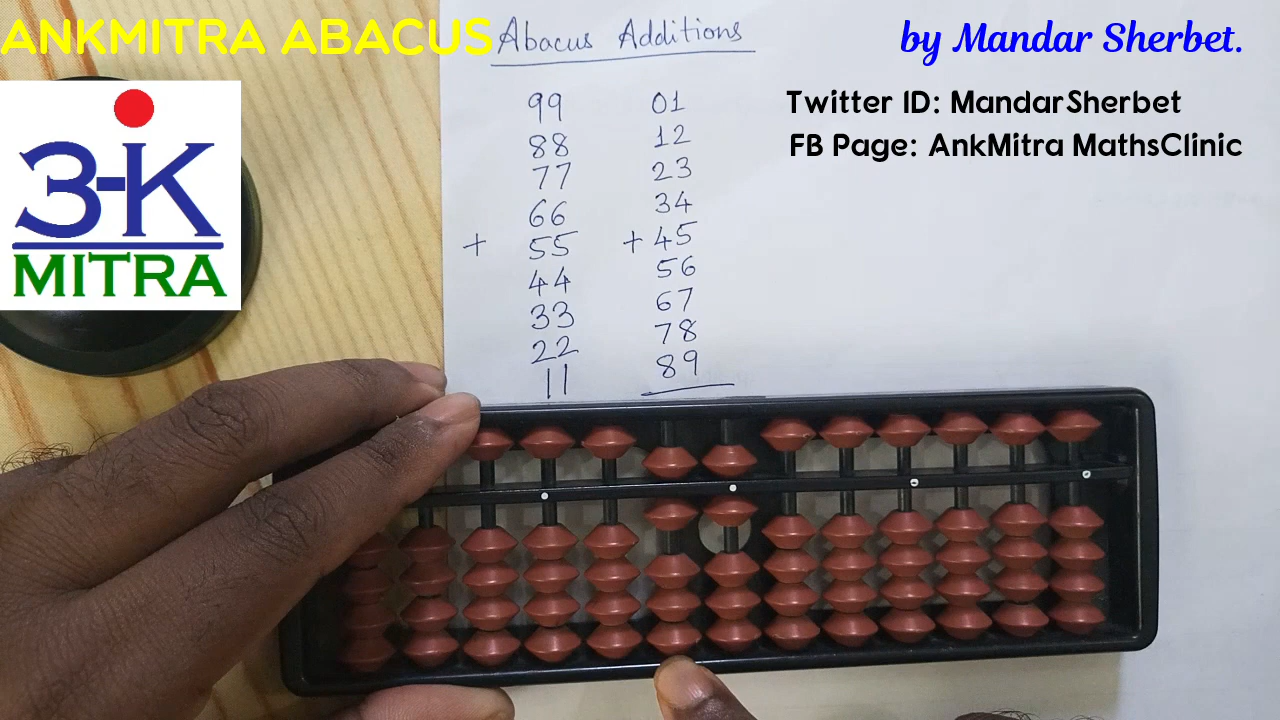 ANKMITRA ABACUS
by Mandar Sherbet.
Twitter ID: MandarSherbet
FB Page: AnkMitra MathsClinic
3-K
MITRA
Abacus Additions
99 01
88 12
77 23
66 34
+ 55 + 45
44 56
33 67
22 78
11 89